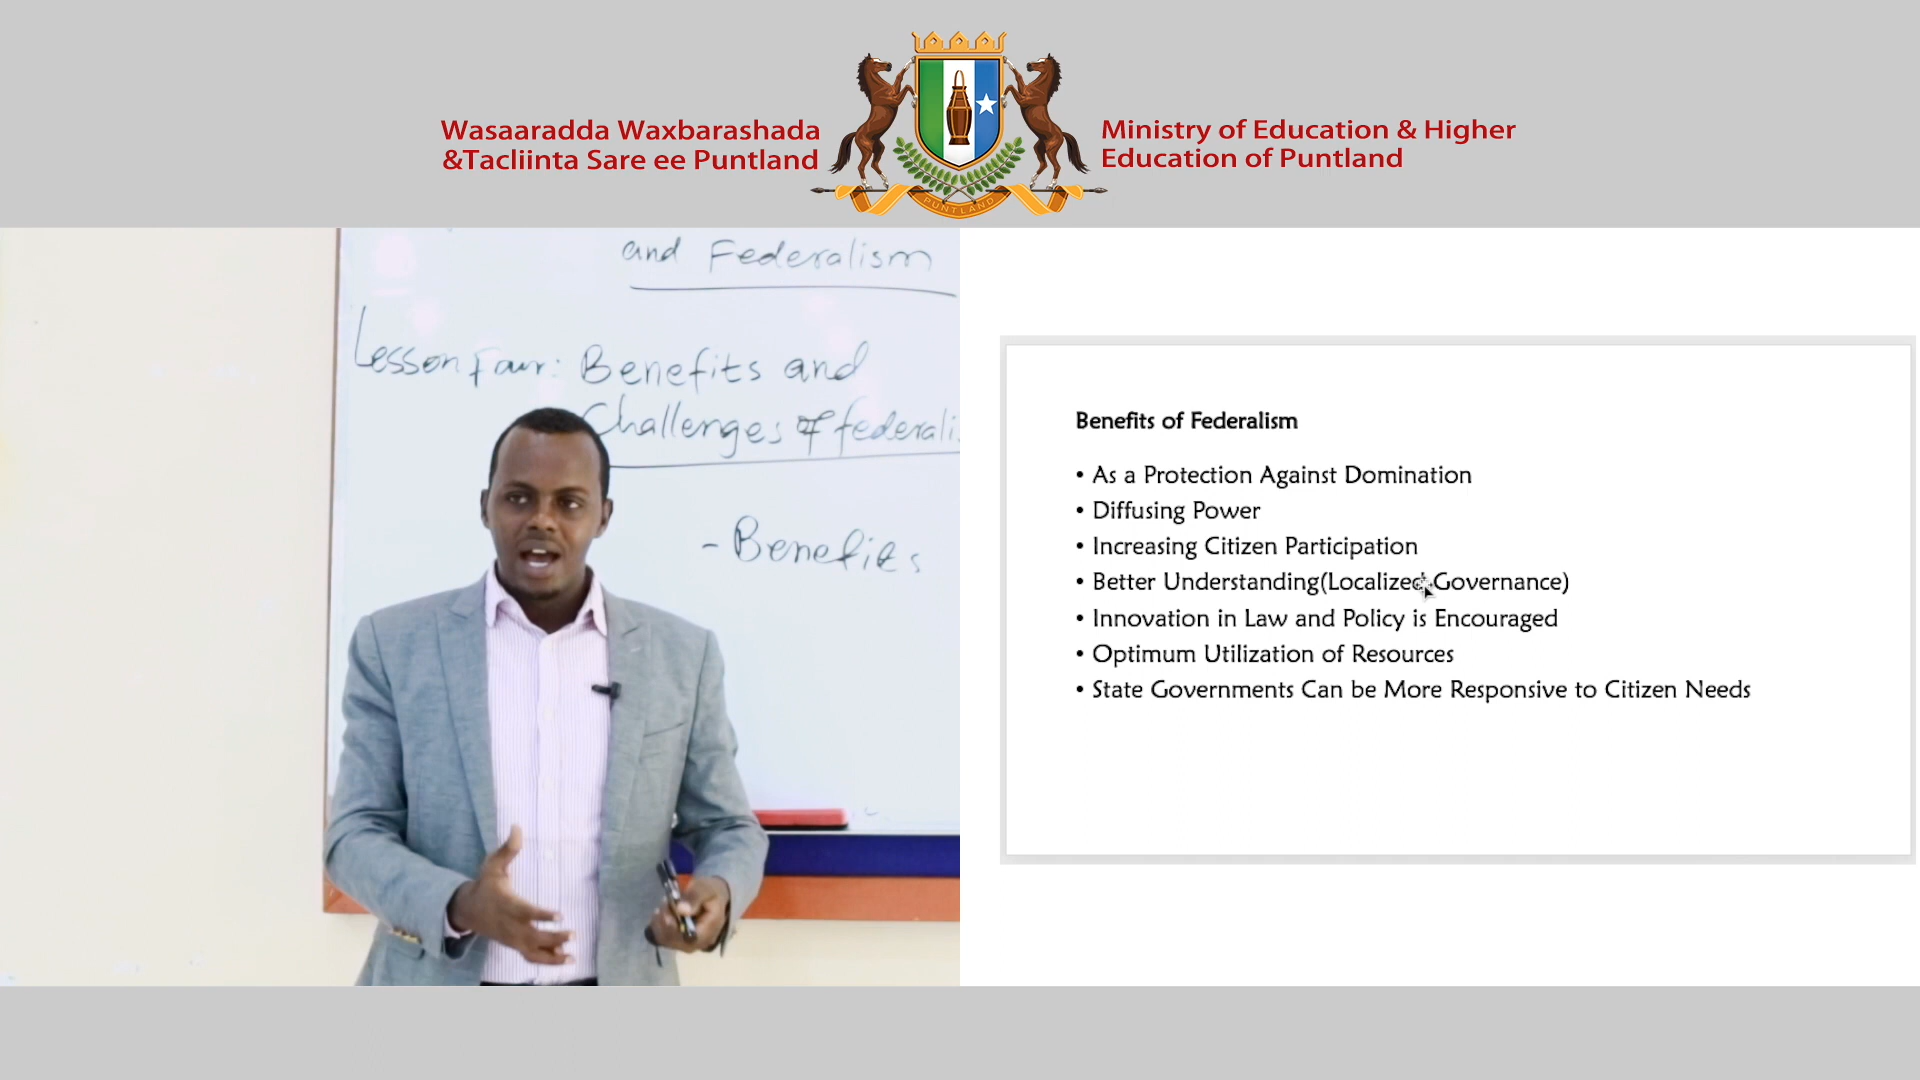 Wasaaradda Waxbarashada
&Tacliinta Sare ee Puntland
PUNTLAND
Ministry of Education & Higher
Education of Puntland
and Federalism
Lesson Four: Benefits and
Challenges of federali
- Benefits
Benefits of Federalism
• As a Protection Against Domination
• Diffusing Power
• Increasing Citizen Participation
• Better Understanding(Localized Governance)
• Innovation in Law and Policy is Encouraged
• Optimum Utilization of Resources
• State Governments Can be More Responsive to Citizen Needs